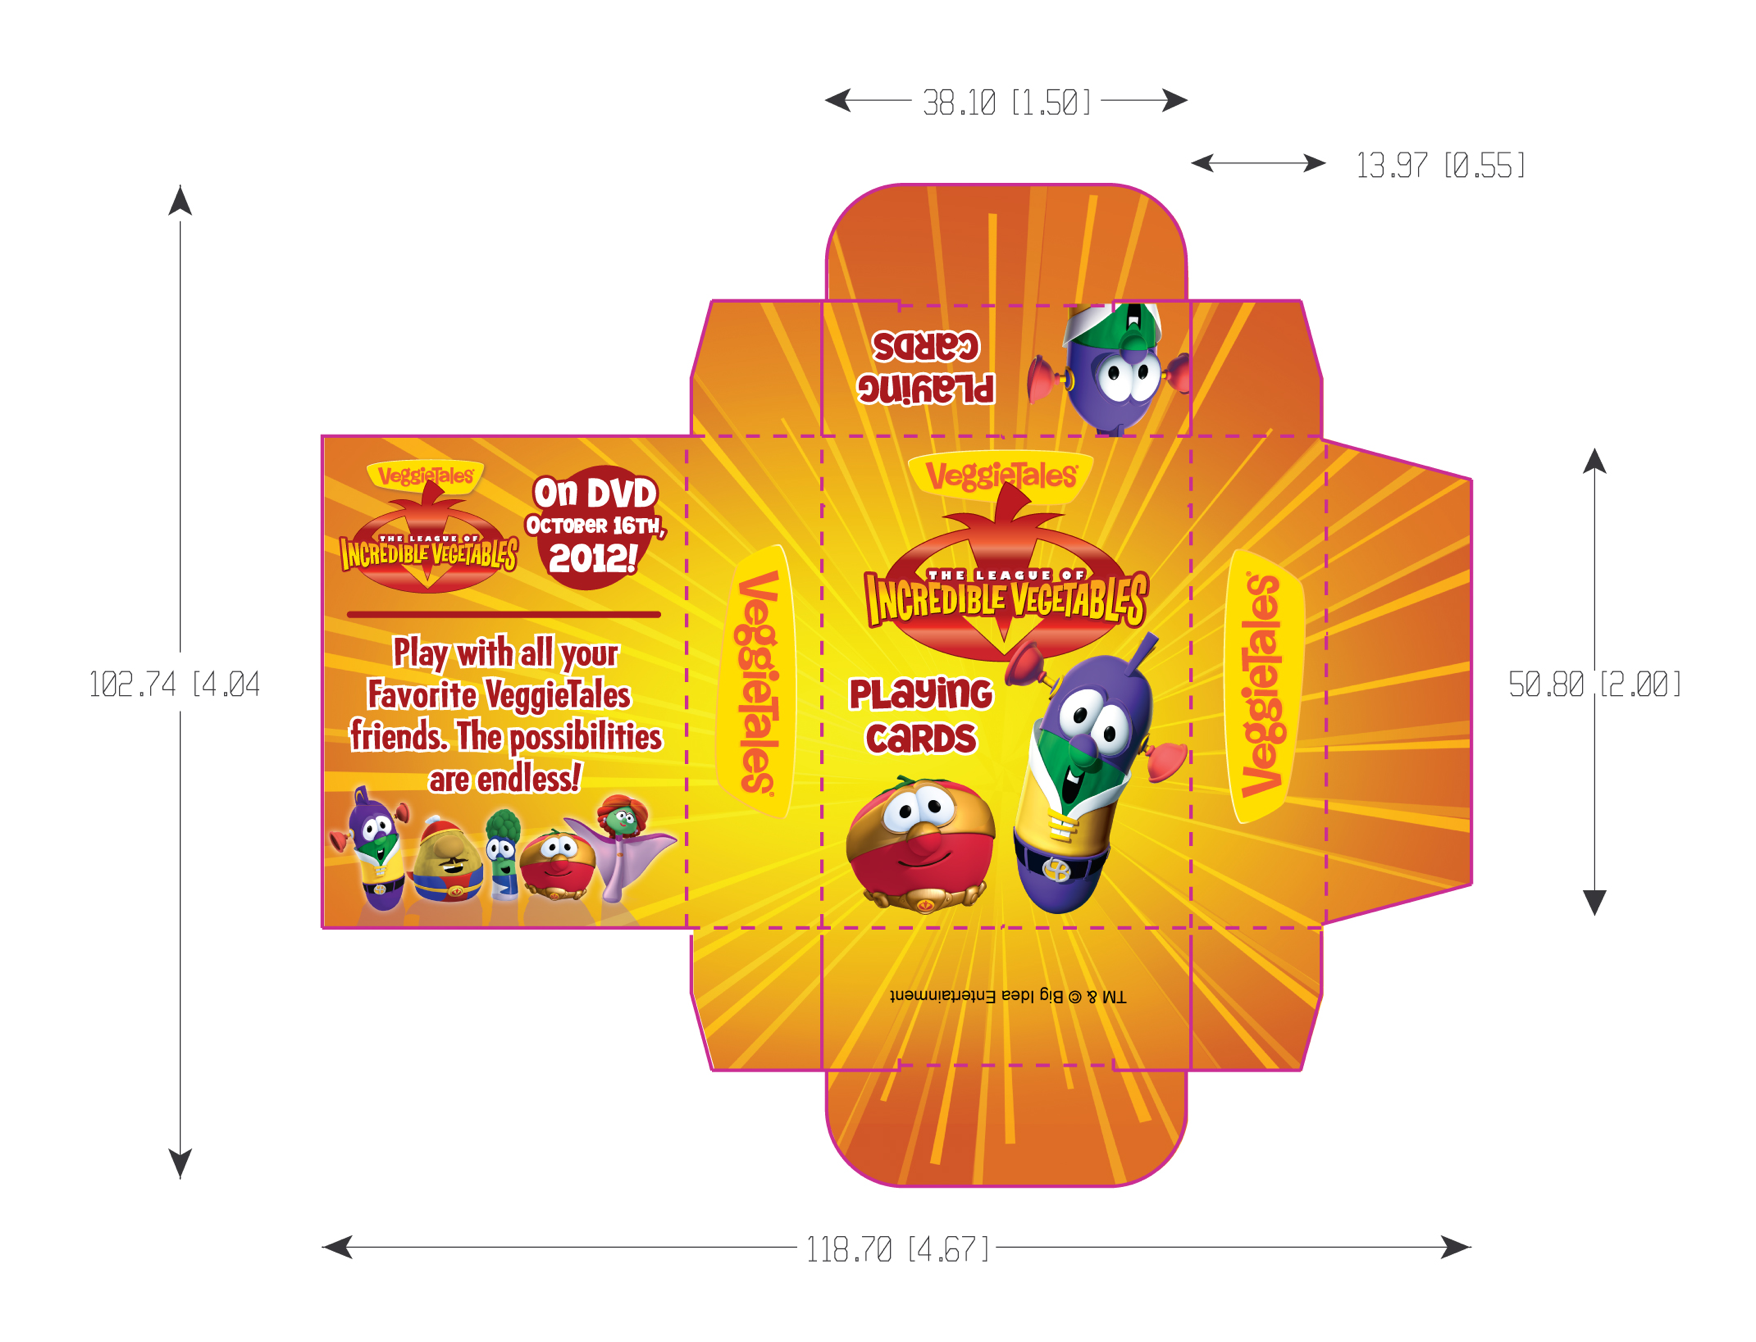 38.10 [1.50]
13.97 [0.55]
PLAYING
CARDS
VeggieTales
THE LEAGUE OF
INCREDIBLE VEGETABLES
On DVD
OCTOBER 16TH,
2012!
Play with all your
Favorite VeggieTales
friends. The possibilities
are endless!
VeggieTales
VeggieTales
THE LEAGUE OF
INCREDIBLE VEGETABLES
PLAYING
CARDS
VeggieTales
102.74 [4.04
50.80 [2.00]
TM & © Big Idea Entertainment
118.70 [4.67]